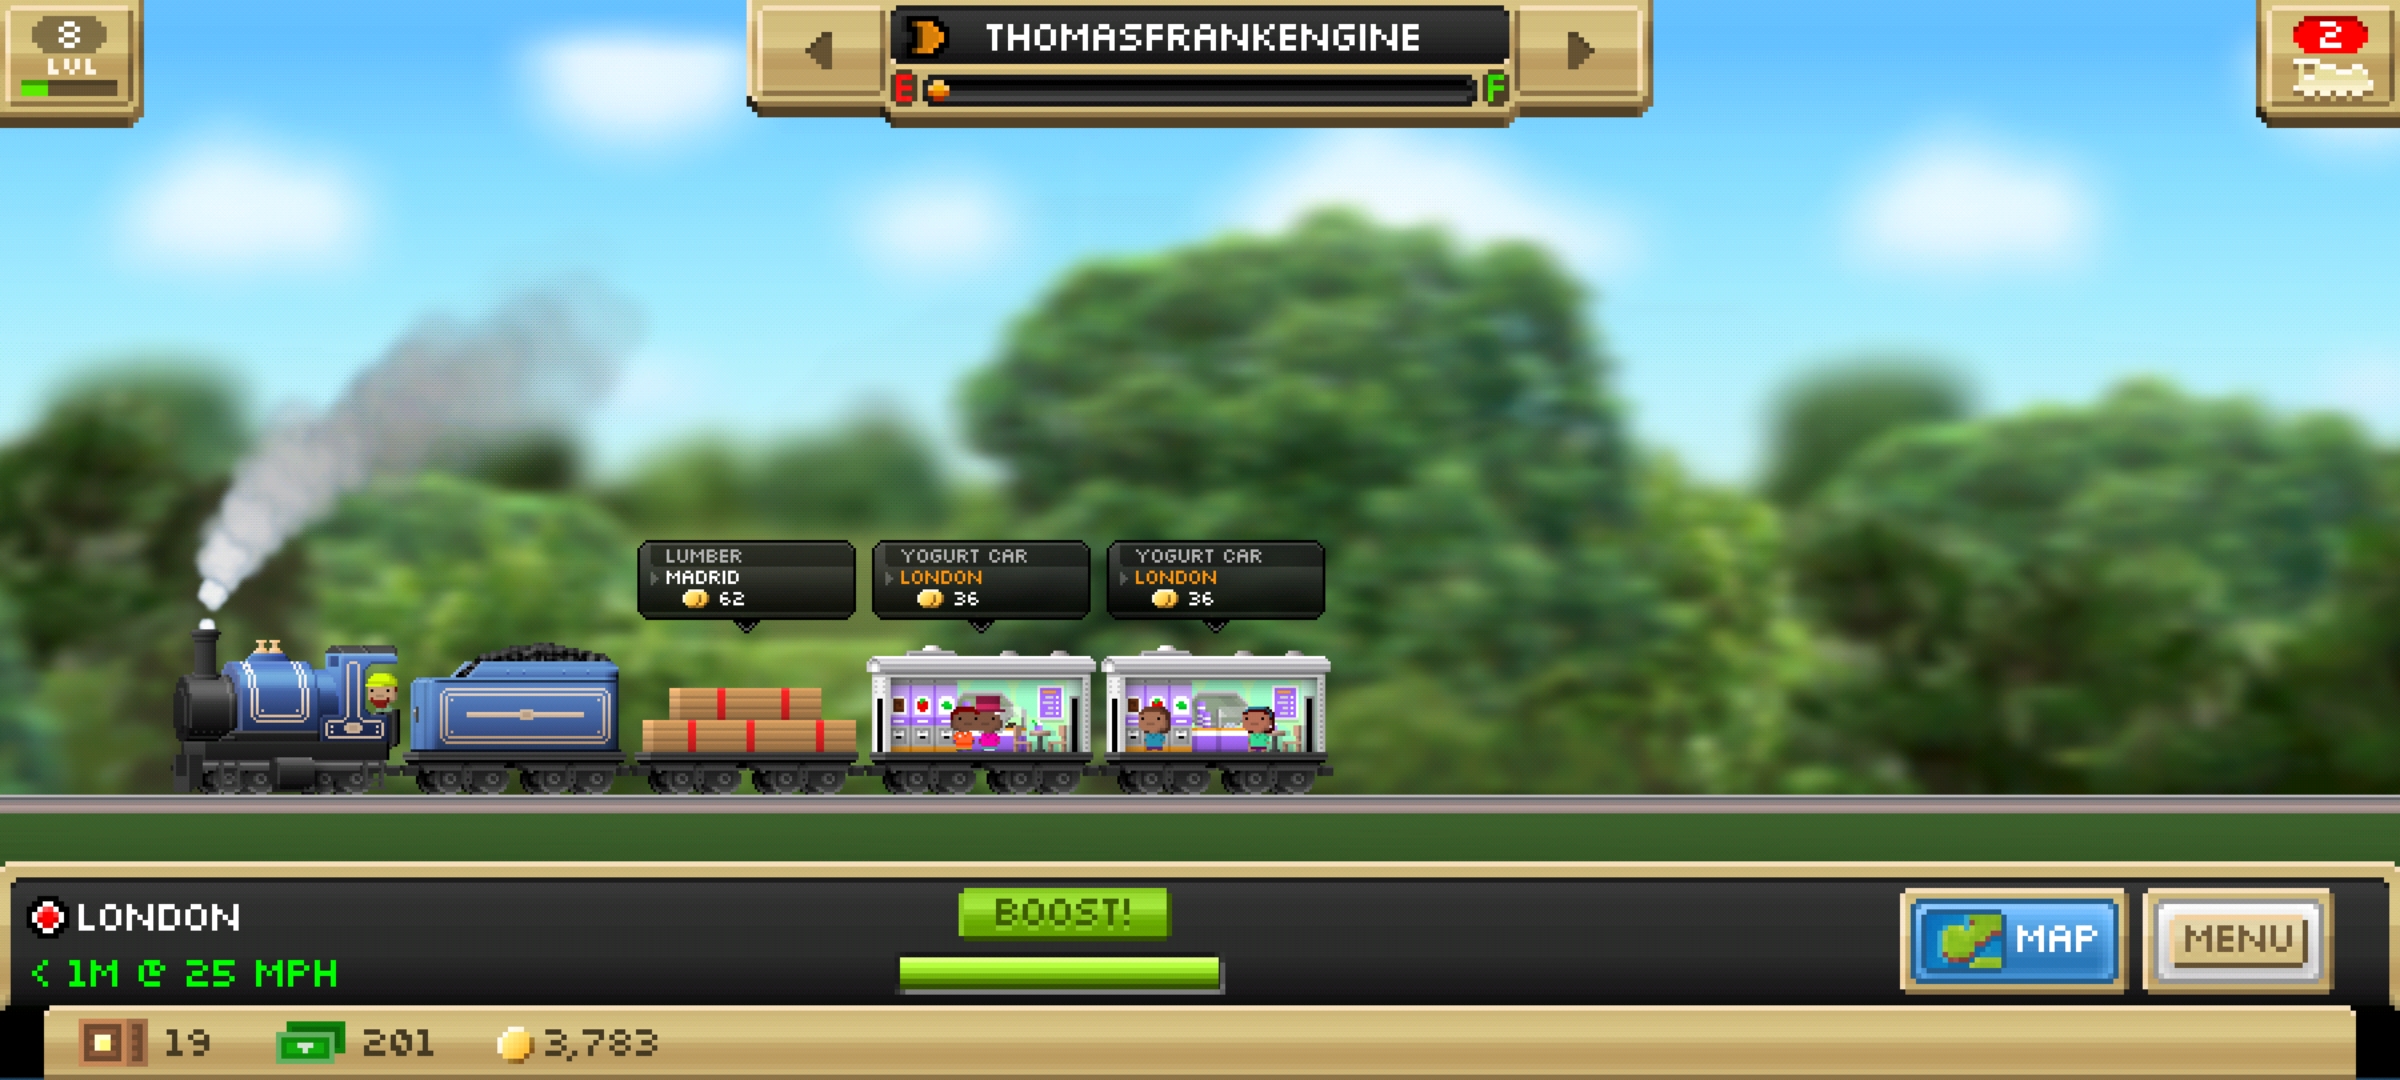 8
LVL
THOMASFRANKENGINE
E F
2
LUMBER
MADRID
62
YOGURT CAR
LONDON
36
YOGURT CAR
LONDON
36
LONDON
< 1M @ 25 MPH
BOOST!
MAP
MENU
19 201 3,783